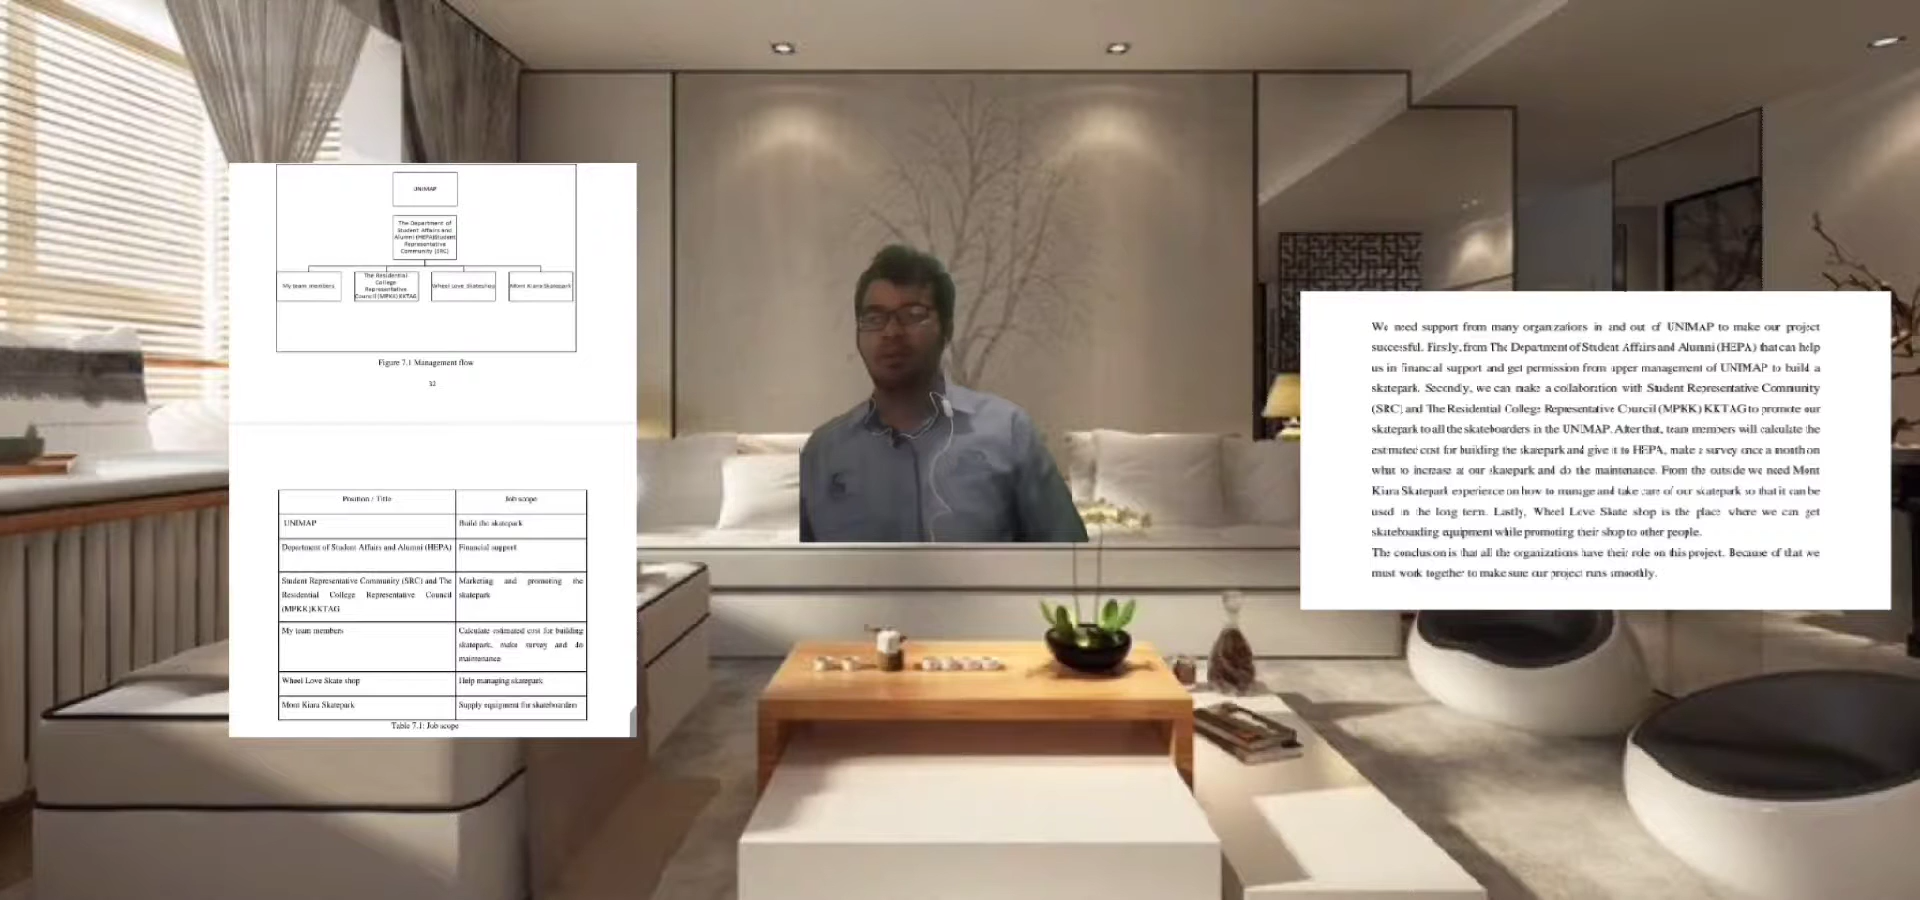 UNIMAP
The Department of
Student Affairs and
Alumni (HEPA)Student
Representative
Community (SRC)
My team members
The Residential
College
Representative
Council (MPKK) KKTAG
Wheel Love Skateshop
Mont Kiara Skatepark
Figure 7.1 Management flow
32
Position / Title
Job scope
UNIMAP
Build the skatepark
Department of Student Affairs and Alumni (HEPA)
Financial support
Student Representative Community (SRC) and The
Residential College Representative Council
(MPKK)KKTAG
Marketing and promoting the
skatepark
My team members
Calculate estimated cost for building
skatepark, make survey and do
maintenance
Wheel Love Skate shop
Help managing skatepark
Mont Kiara Skatepark
Supply equipment for skateboarders
Table 7.1: Job scope
We need support from many organizations in and out of UNIMAP to make our project
successful. Firstly, from The Department of Student Affairs and Alumni (HEPA) that can help
us in financial support and get permission from upper management of UNIMAP to build a
skatepark. Secondly, we can make a collaboration with Student Representative Community
(SRC) and The Residential College Representative Council (MPKK) KKTAG to promote our
skatepark to all the skateboarders in the UNIMAP. After that, team members will calculate the
estimated cost for building the skatepark and give it to HEPA, make a survey once a month on
what to increase at our skatepark and do the maintenance. From the outside we need Mont
Kiara Skatepark experience on how to manage and take care of our skatepark so that it can be
used in the long term. Lastly, Wheel Love Skate shop is the place where we can get
skateboarding equipment while promoting their shop to other people.
The conclusion is that all the organizations have their role on this project. Because of that we
must work together to make sure our project runs smoothly.